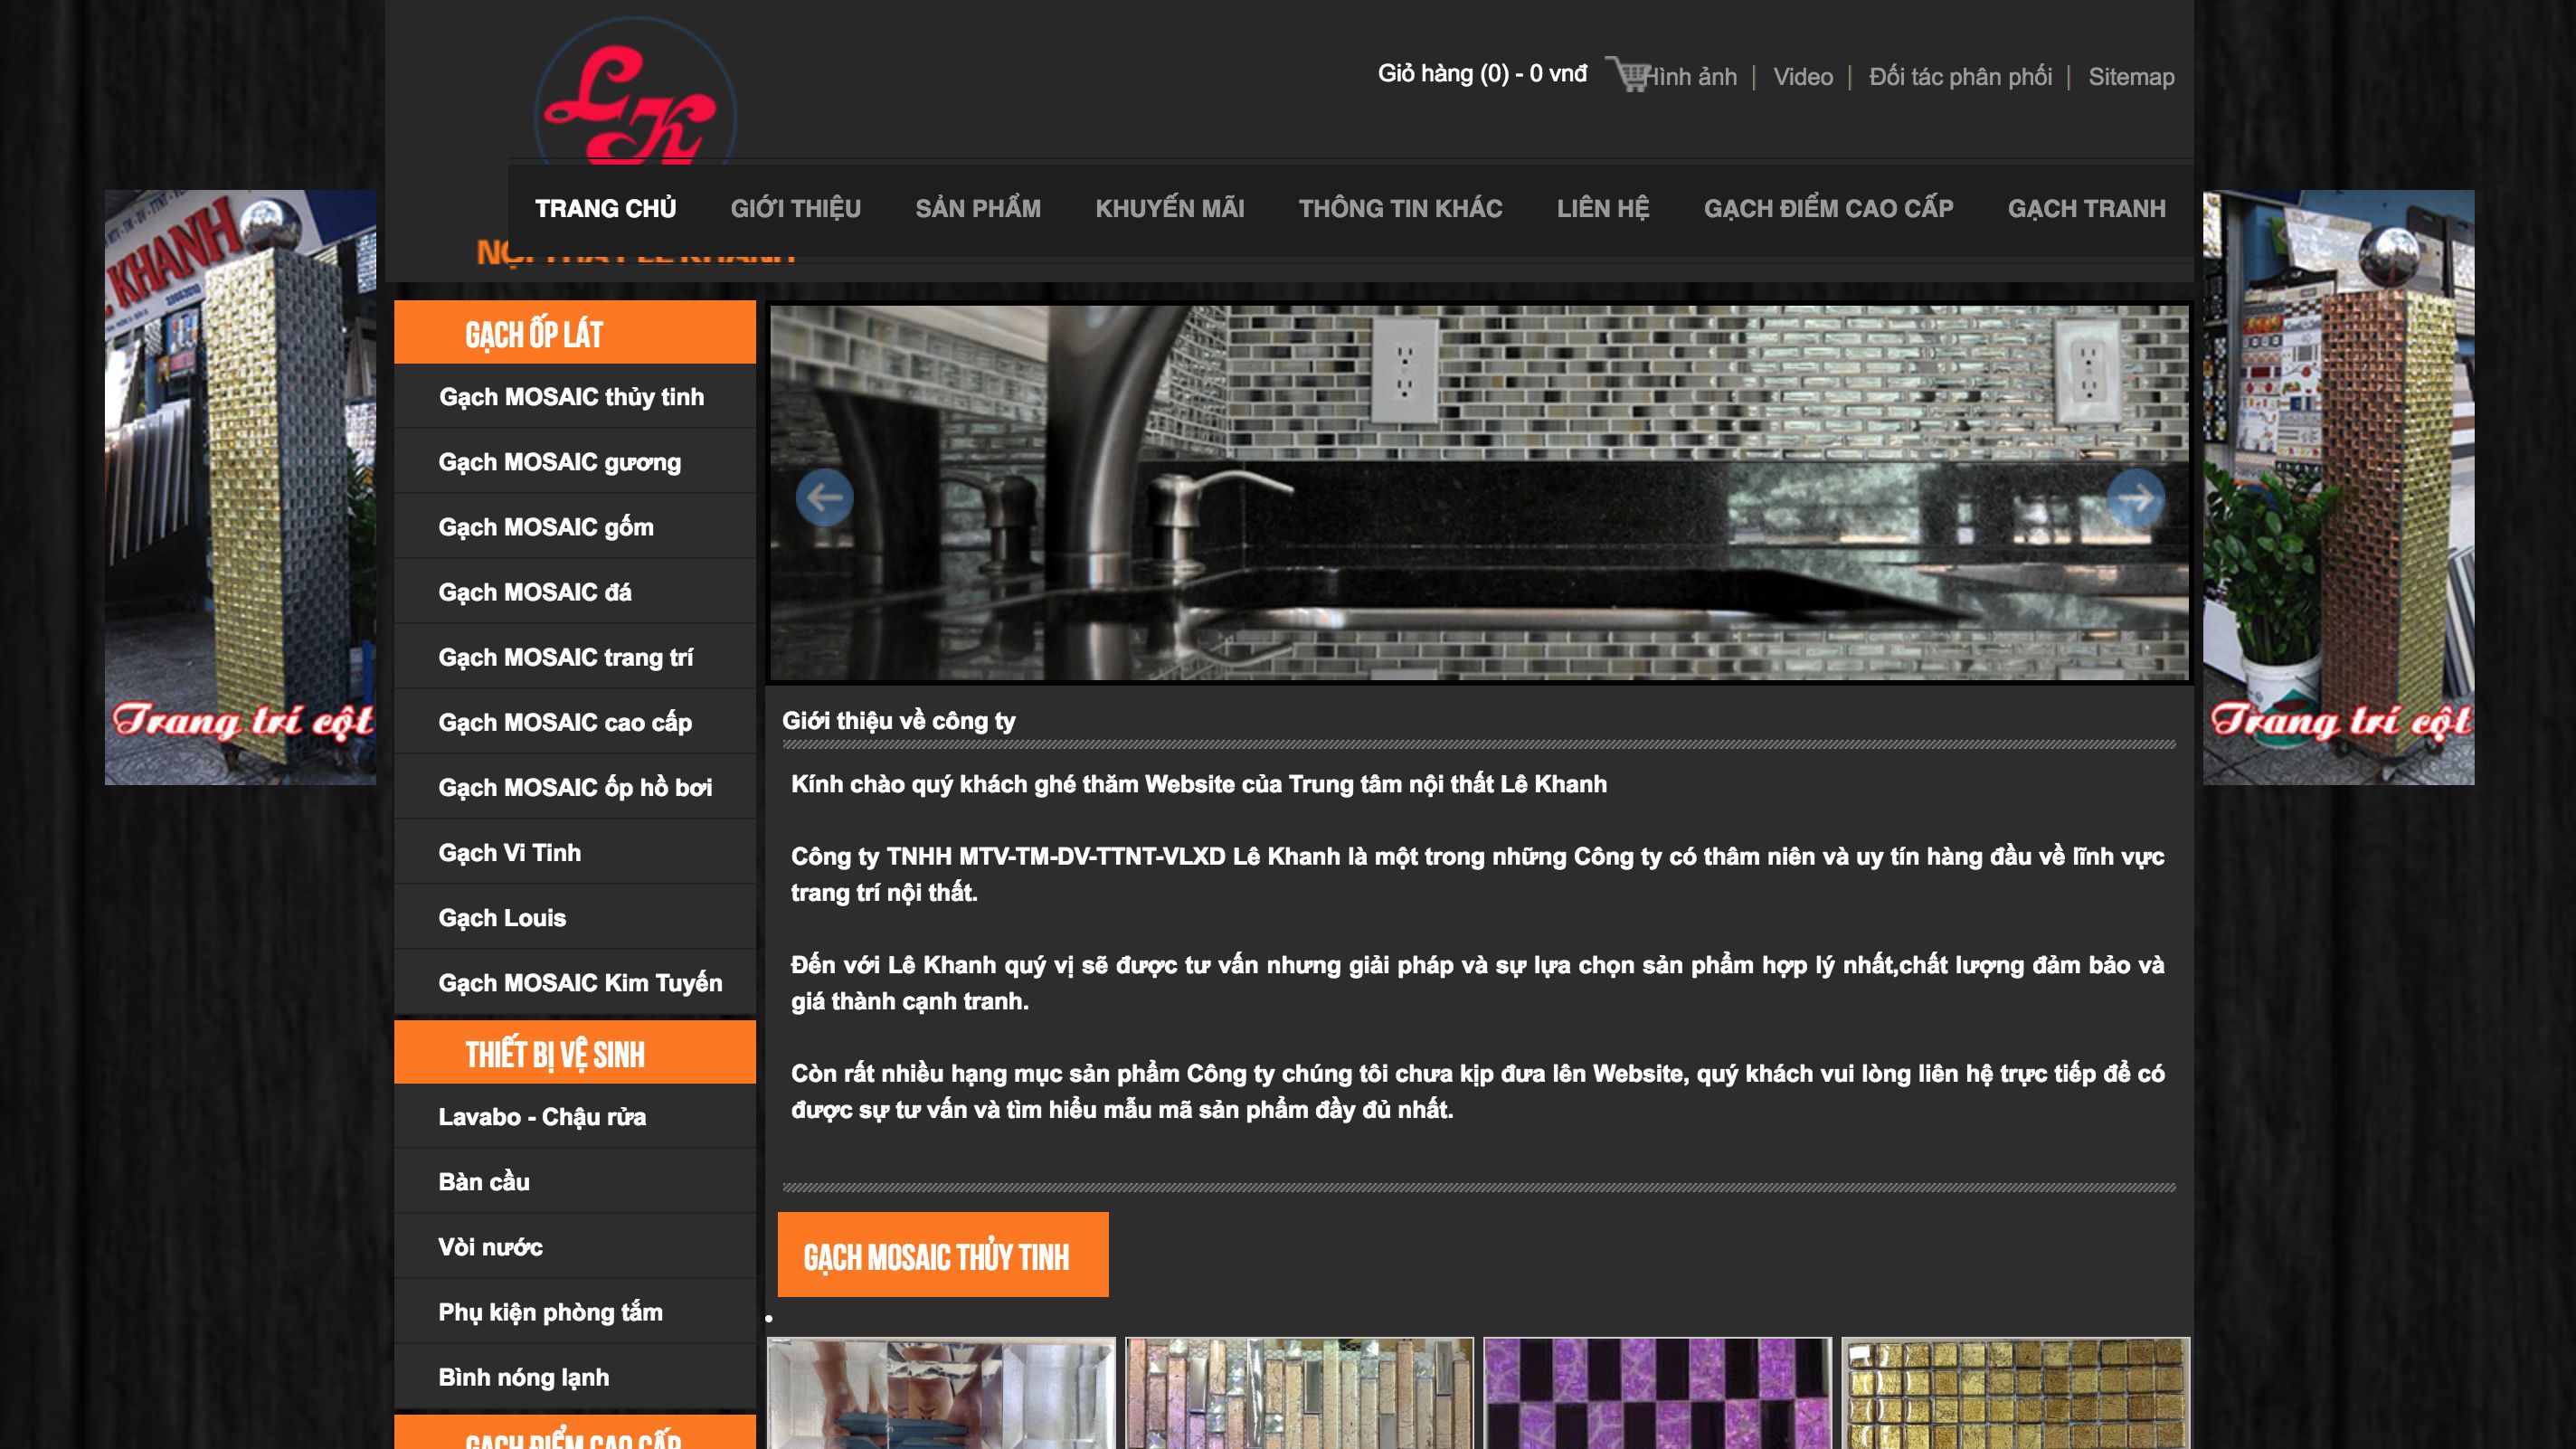 LK
Giỏ hàng (0) - 0 vnđ
Hình ảnh | Video | Đối tác phân phối | Sitemap
TRANG CHỦ GIỚI THIỆU SẢN PHẨM KHUYẾN MÃI THÔNG TIN KHÁC LIÊN HỆ GẠCH ĐIỂM CAO CẤP GẠCH TRANH
KHANH
Trang trí cột
GẠCH ỐP LÁT
Gạch MOSAIC thủy tinh
Gạch MOSAIC gương
Gạch MOSAIC gốm
Gạch MOSAIC đá
Gạch MOSAIC trang trí
Gạch MOSAIC cao cấp
Gạch MOSAIC ốp hồ bơi
Gạch Vi Tinh
Gạch Louis
Gạch MOSAIC Kim Tuyến
THIẾT BỊ VỆ SINH
Lavabo - Chậu rửa
Bàn cầu
Vòi nước
Phụ kiện phòng tắm
Bình nóng lạnh
GẠCH ĐIỂM CAO CẤP
Giới thiệu về công ty
Kính chào quý khách ghé thăm Website của Trung tâm nội thất Lê Khanh
Công ty TNHH MTV-TM-DV-TTNT-VLXD Lê Khanh là một trong những Công ty có thâm niên và uy tín hàng đầu về lĩnh vực
trang trí nội thất.
Đến với Lê Khanh quý vị sẽ được tư vấn nhưng giải pháp và sự lựa chọn sản phẩm hợp lý nhất,chất lượng đảm bảo và
giá thành cạnh tranh.
Còn rất nhiều hạng mục sản phẩm Công ty chúng tôi chưa kịp đưa lên Website, quý khách vui lòng liên hệ trực tiếp để có
được sự tư vấn và tìm hiểu mẫu mã sản phẩm đầy đủ nhất.
GẠCH MOSAIC THỦY TINH
Trang trí cột